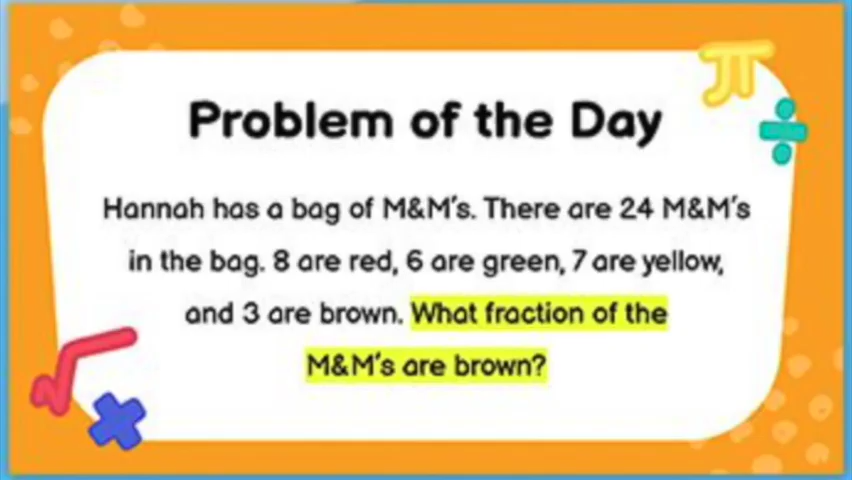 Problem of the Day
Hannah has a bag of M&M's. There are 24 M&M's
in the bag. 8 are red, 6 are green, 7 are yellow,
and 3 are brown. What fraction of the
M&M's are brown?